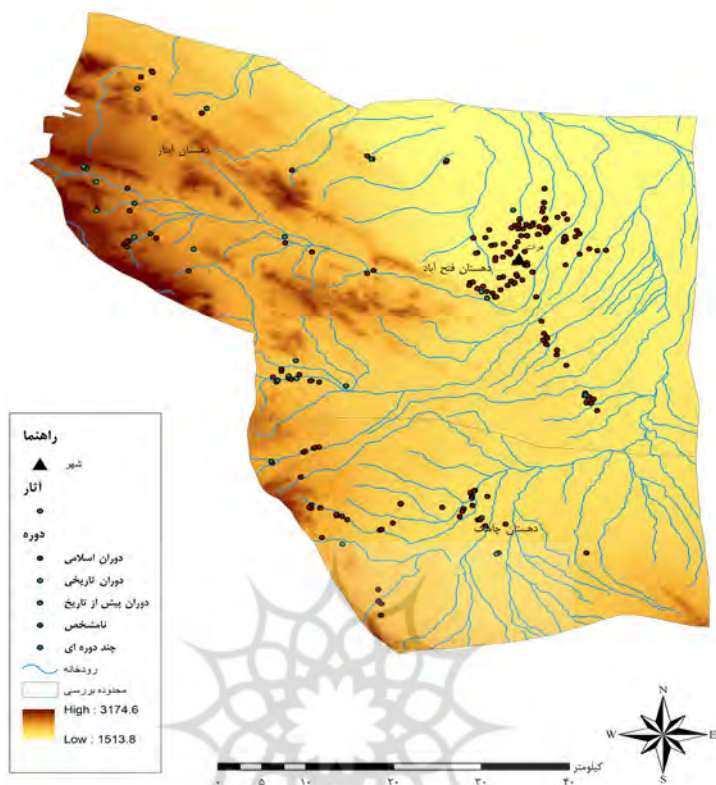 دهستان ایثار
هرات
دهستان فتح آباد
دهستان چاهک
راهنما
شهر
آثار
دوره
دوران اسلامی
دوران تاریخی
دوران پیش از تاریخ
نامشخص
چند دوره ای
رودخانه
محدوده بررسی
High : 3174.6
Low : 1513.8
N
W E
S
کیلومتر
۰ ۵ ۱۰ ۲۰ ۳۰ ۴۰